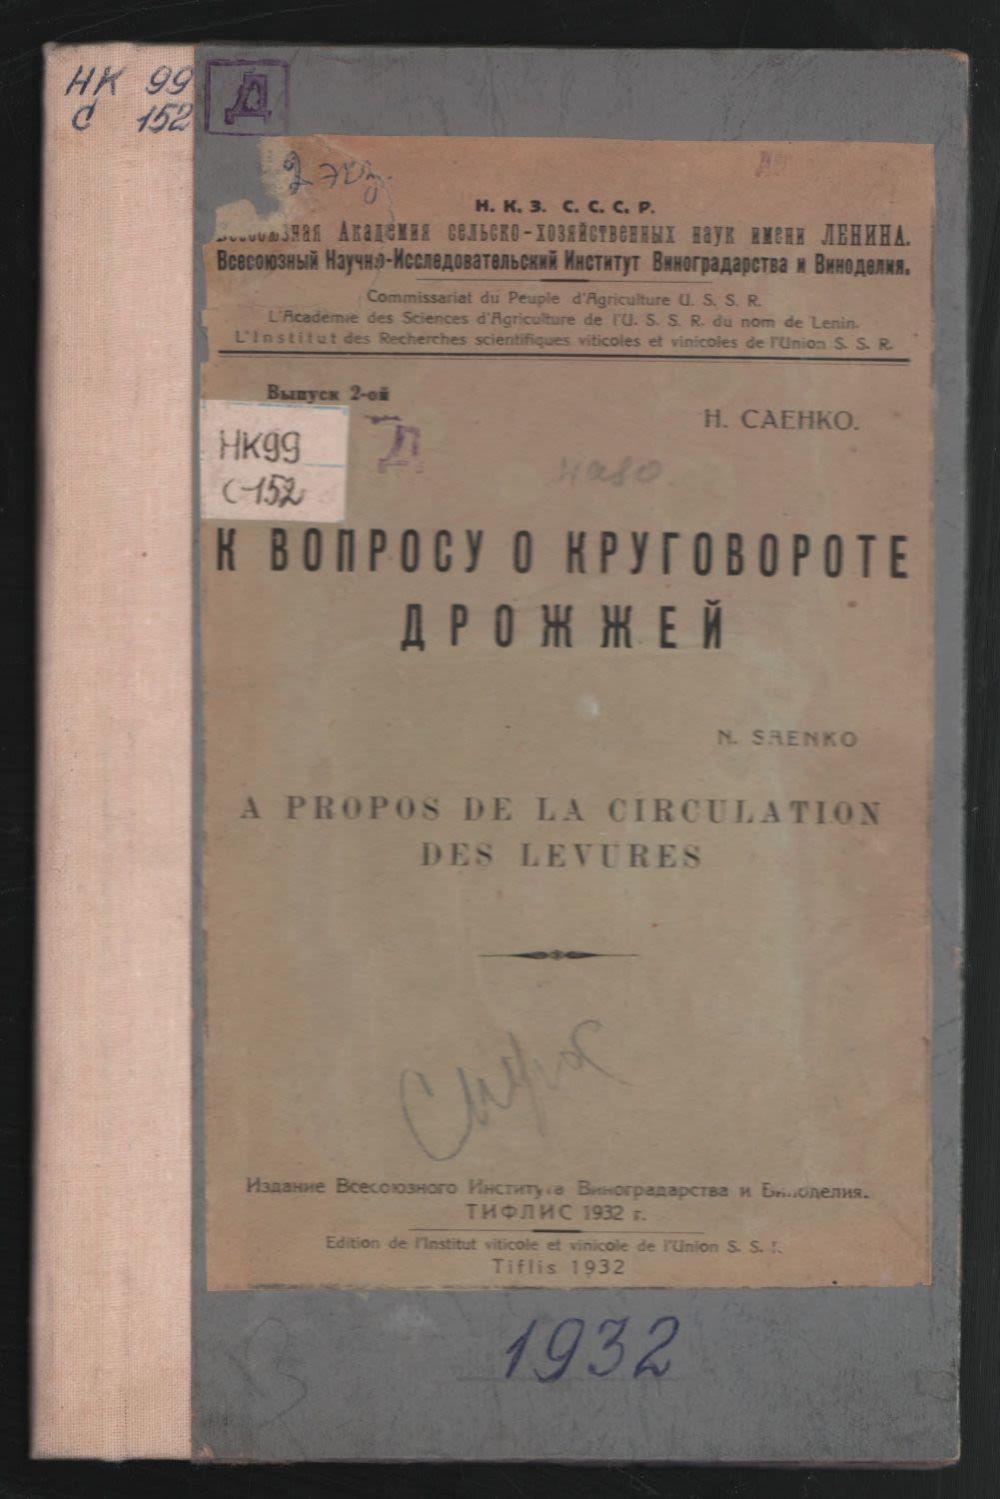 НК 99
С 152
Д
2 экз.
Н. К. З. С. С. С. Р.
Всесоюзная Академия сельско-хозяйственных наук имени ЛЕНИНА.
Всесоюзный Научно-Исследовательский Институт Виноградарства и Виноделия.
Commissariat du Peuple d'Agriculture U. S. S. R.
L'Academie des Sciences d'Agriculture de l'U. S. S. R. du nom de Lenin.
L'Institut des Recherches scientifiques viticoles et vinicoles de l'Union S. S. R.
Выпуск 2-ой
Н. САЕНКО.
НК99
С-152
Д
К ВОПРОСУ О КРУГОВОРОТЕ
ДРОЖЖЕЙ
N. SAENKO
A PROPOS DE LA CIRCULATION
DES LEVURES
Издание Всесоюзного Института Виноградарства и Виноделия.
ТИФЛИС 1932 г.
Edition de l'Institut viticole et vinicole de l'Union S. S. R.
Tiflis 1932
1932